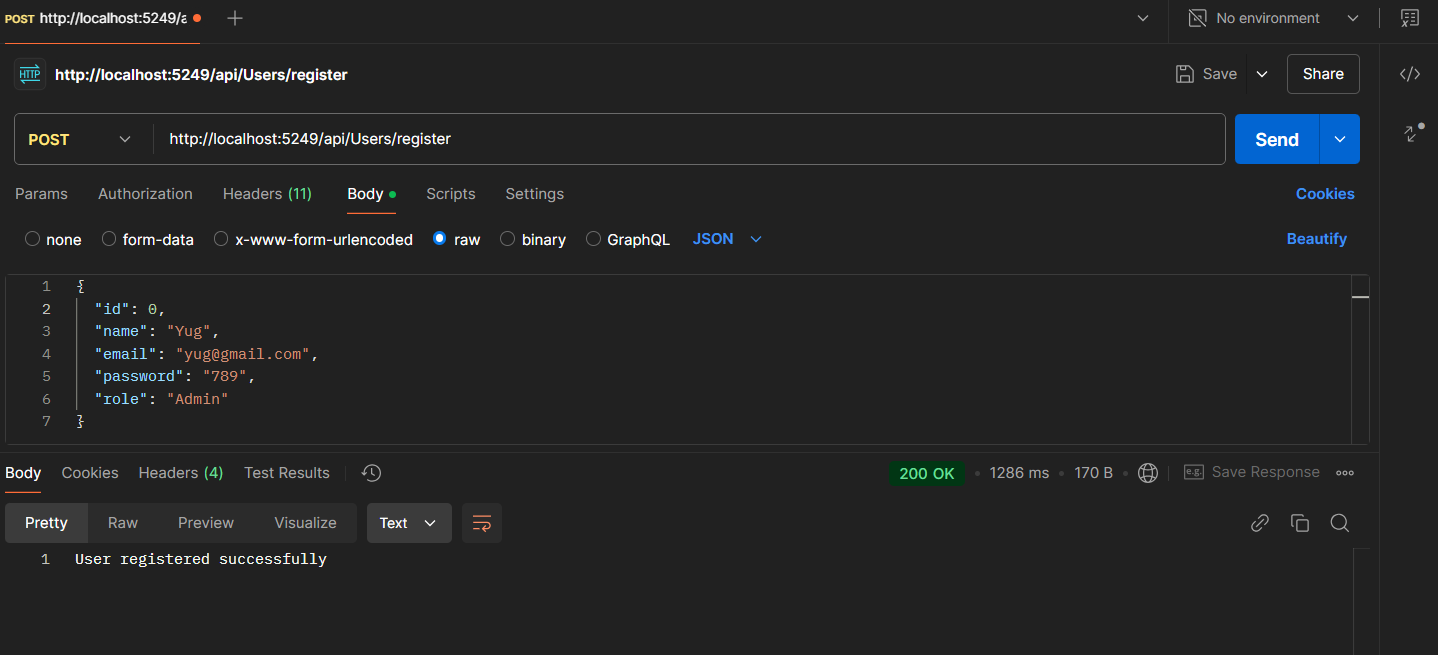 POST http://localhost:5249/a
No environment
HTTP http://localhost:5249/api/Users/register
Save
Share
POST http://localhost:5249/api/Users/register
Send
Params Authorization Headers (11) Body Scripts Settings Cookies
none form-data x-www-form-urlencoded raw binary GraphQL JSON Beautify
1 {
2 "id": 0,
3 "name": "Yug",
4 "email": "yug@gmail.com",
5 "password": "789",
6 "role": "Admin"
7 }
Body Cookies Headers (4) Test Results 200 OK • 1286 ms • 170 B • e.g. Save Response
Pretty Raw Preview Visualize Text
1 User registered successfully